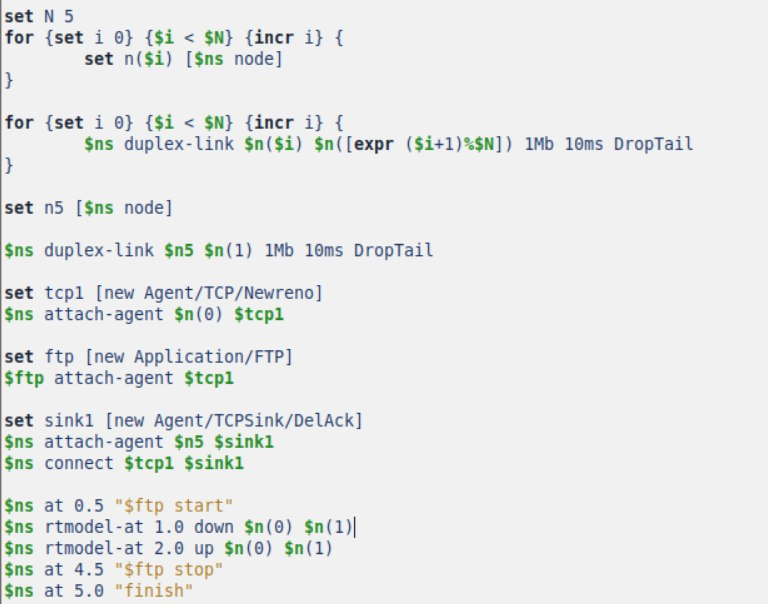 set N 5
for {set i 0} {$i < $N} {incr i} {
        set n($i) [$ns node]
}
for {set i 0} {$i < $N} {incr i} {
        $ns duplex-link $n($i) $n([expr ($i+1)%$N]) 1Mb 10ms DropTail
}
set n5 [$ns node]
$ns duplex-link $n5 $n(1) 1Mb 10ms DropTail
set tcp1 [new Agent/TCP/Newreno]
$ns attach-agent $n(0) $tcp1
set ftp [new Application/FTP]
$ftp attach-agent $tcp1
set sink1 [new Agent/TCPSink/DelAck]
$ns attach-agent $n5 $sink1
$ns connect $tcp1 $sink1
$ns at 0.5 "$ftp start"
$ns rtmodel-at 1.0 down $n(0) $n(1)
$ns rtmodel-at 2.0 up $n(0) $n(1)
$ns at 4.5 "$ftp stop"
$ns at 5.0 "finish"